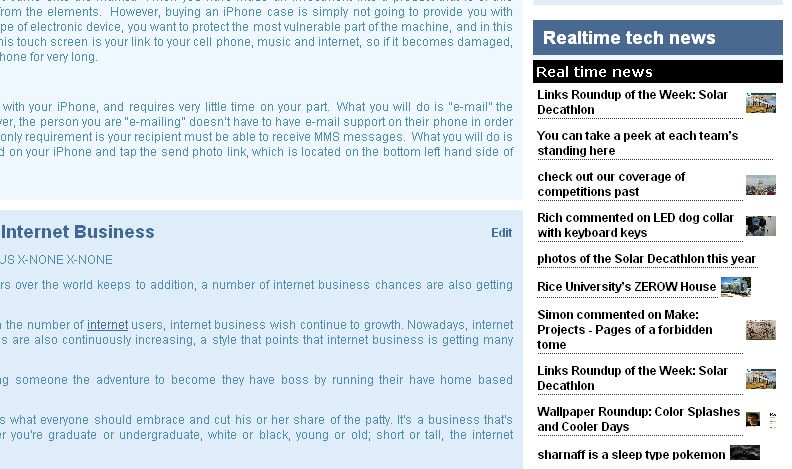 from the elements. However, buying an iPhone case is simply not going to provide you with
pe of electronic device, you want to protect the most vulnerable part of the machine, and in this
his touch screen is your link to your cell phone, music and internet, so if it becomes damaged,
hone for very long.
with your iPhone, and requires very little time on your part. What you will do is "e-mail" the
ver, the person you are "e-mailing" doesn't have to have e-mail support on their phone in order
only requirement is your recipient must be able to receive MMS messages. What you will do is
d on your iPhone and tap the send photo link, which is located on the bottom left hand side of
Internet Business
Edit
US X-NONE X-NONE
rs over the world keeps to addition, a number of internet business chances are also getting
n the number of internet users, internet business wish continue to growth. Nowadays, internet
s are also continuously increasing, a style that points that internet business is getting many
ng someone the adventure to become they have boss by running their have home based
s what everyone should embrace and cut his or her share of the patty. It's a business that's
er you're graduate or undergraduate, white or black, young or old; short or tall, the internet
Realtime tech news
Real time news
Links Roundup of the Week: Solar
Decathlon
You can take a peek at each team's
standing here
check out our coverage of
competitions past
Rich commented on LED dog collar
with keyboard keys
photos of the Solar Decathlon this year
Rice University's ZEROW House
Simon commented on Make:
Projects - Pages of a forbidden
tome
Links Roundup of the Week: Solar
Decathlon
Wallpaper Roundup: Color Splashes
and Cooler Days
sharnaff is a sleep type pokemon